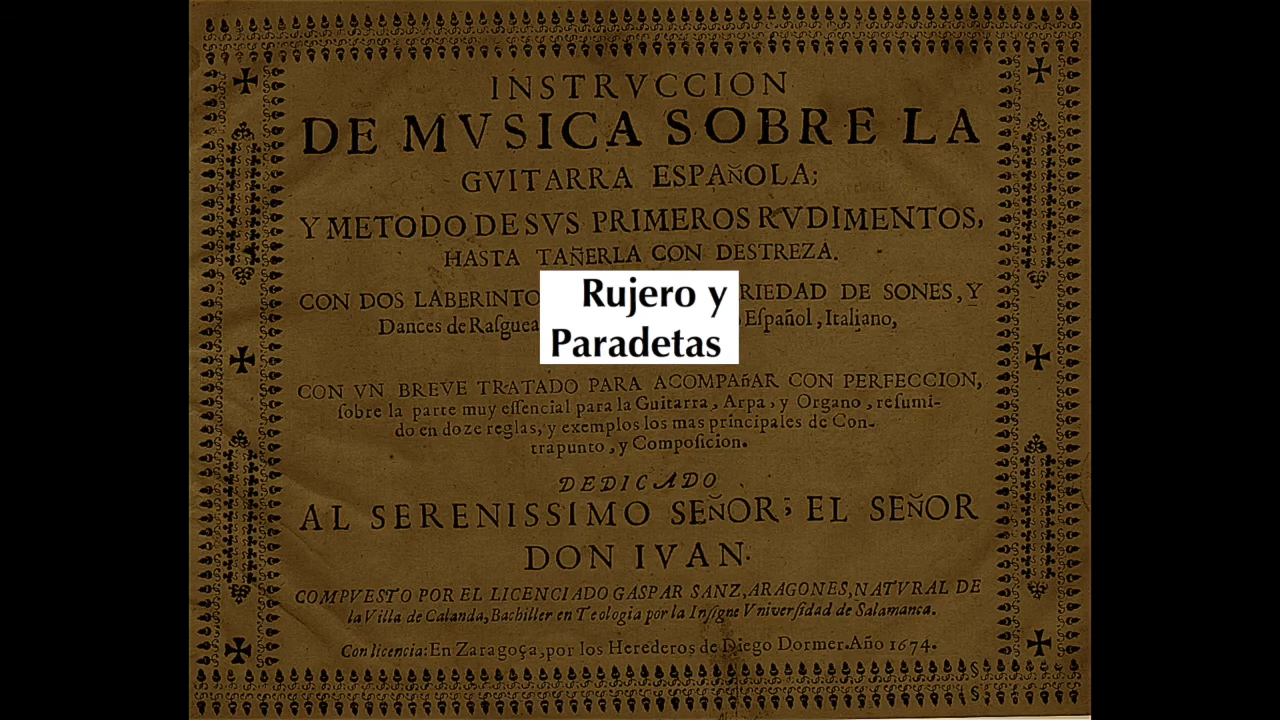 INSTRVCCION
DE MVSICA SOBRE LA
GVITARRA ESPAÑOLA;
Y METODO DE SVS PRIMEROS RVDIMENTOS,
HASTA TAÑERLA CON DESTREZA.
CON DOS LABERINTO RIEDAD DE SONES, Y
Dances de Rasguea Español, Italiano,
Rujero y
Paradetas
CON VN BREVE TRATADO PARA ACOMPAñAR CON PERFECCION,
sobre la parte muy essencial para la Guitarra, Arpa, y Organo, resumi-
do en doze reglas, y exemplos los mas principales de Con-
trapunto, y Composicion.
DEDICADO
AL SERENISSIMO SEÑOR; EL SEÑOR
DON IVAN.
COMPVESTO POR EL LICENCIADO GASPAR SANZ, ARAGONES, NATVRAL DE
la Villa de Calanda, Bachiller en Teologia por la Insigne Vniversidad de Salamanca.
Con licencia: En Zaragoça, por los Herederos de Diego Dormer. Año 1674.